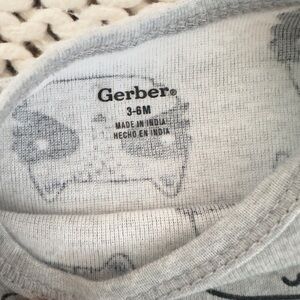 Gerber®
3-6M
MADE IN INDIA
HECHO EN INDIA